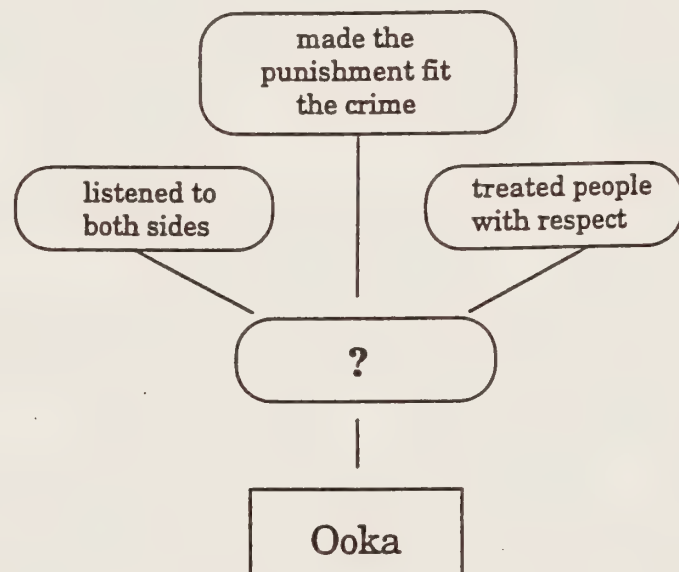 made the
punishment fit
the crime
listened to
both sides
treated people
with respect
?
Ooka